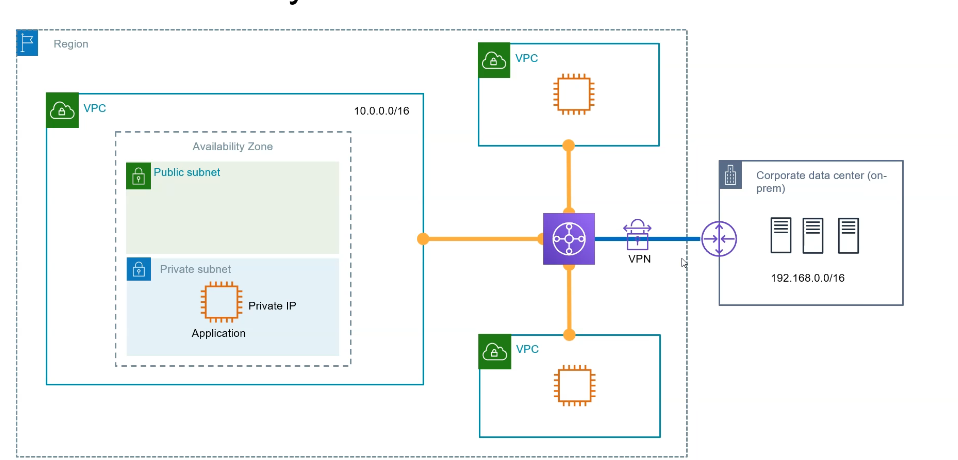 Region
VPC
10.0.0.0/16
Availability Zone
Public subnet
Private subnet
Private IP
Application
VPC
VPN
VPC
Corporate data center (on-
prem)
192.168.0.0/16